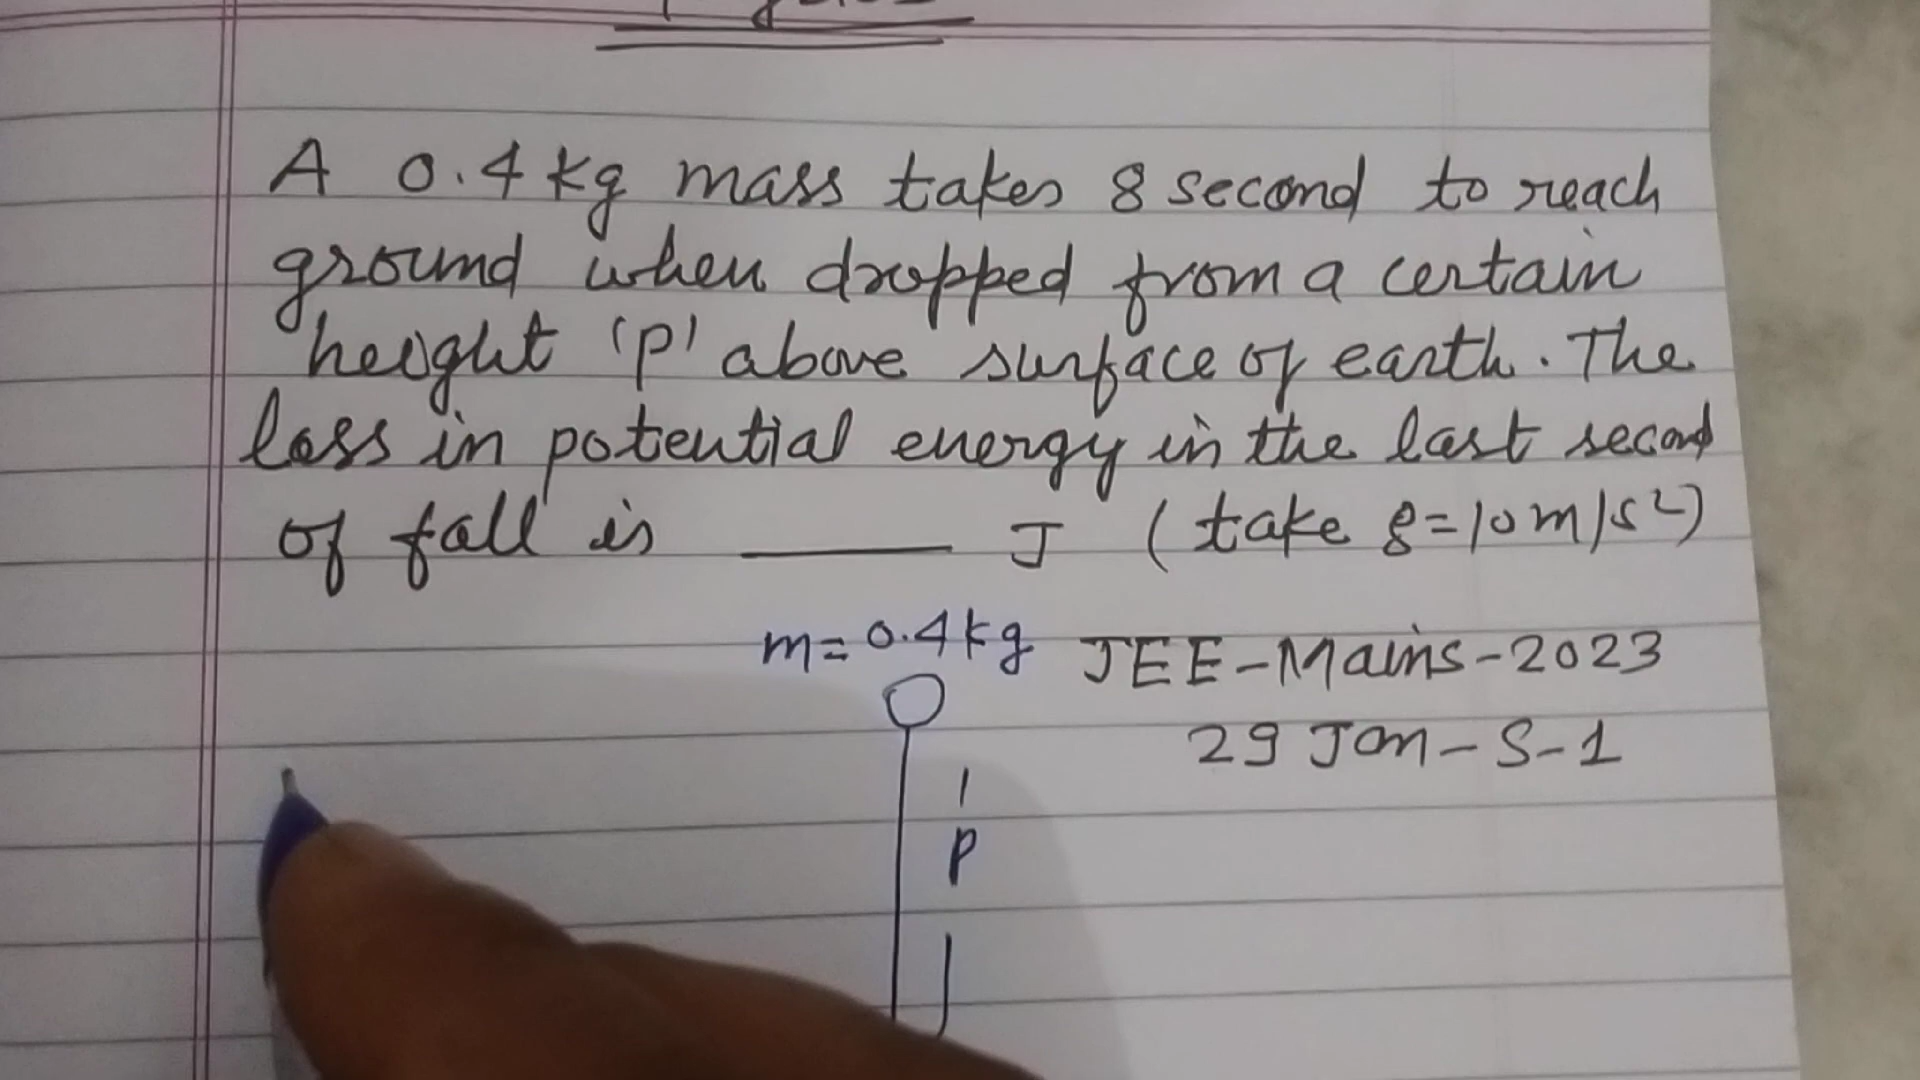 A 0.4 kg mass takes 8 second to reach
ground when dropped from a certain
height 'p' above surface of earth. The
loss in potential energy in the last second
of fall is ______ J (take g=10m/s²)
m=0.4kg JEE-Mains-2023
29 Jan-S-1
P